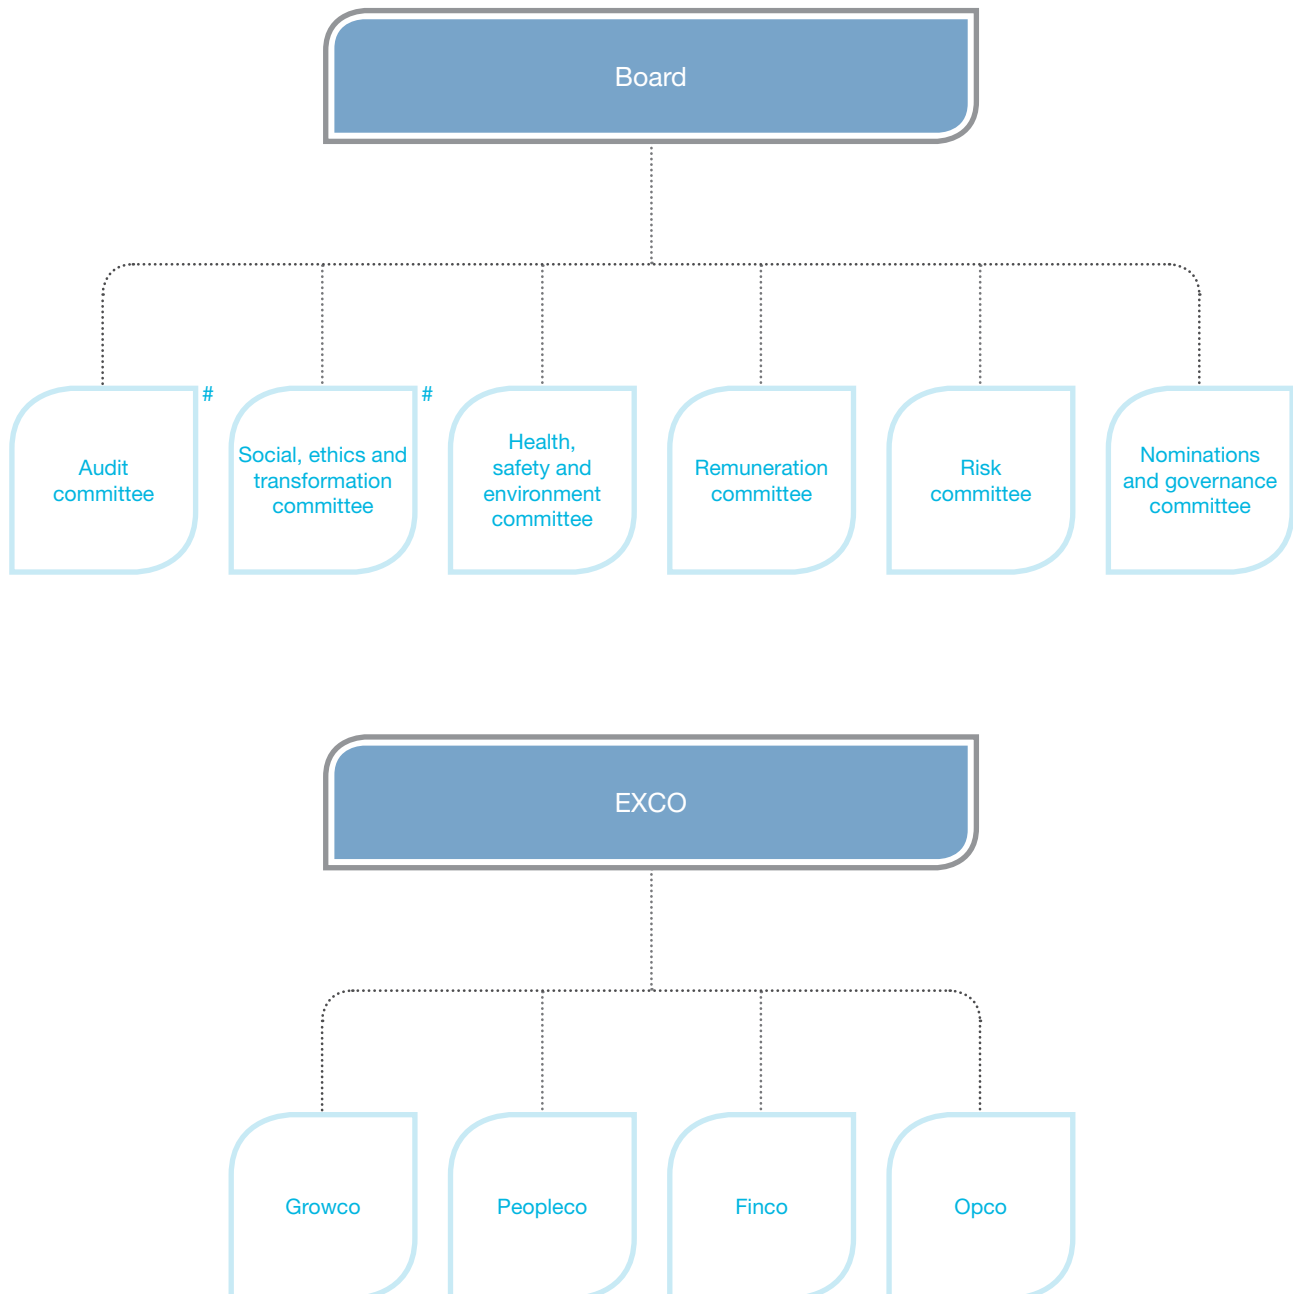 Board
#
#
Audit
committee
Social, ethics and
transformation
committee
Health,
safety and
environment
committee
Remuneration
committee
Risk
committee
Nominations
and governance
committee
EXCO
Growco
Peopleco
Finco
Opco